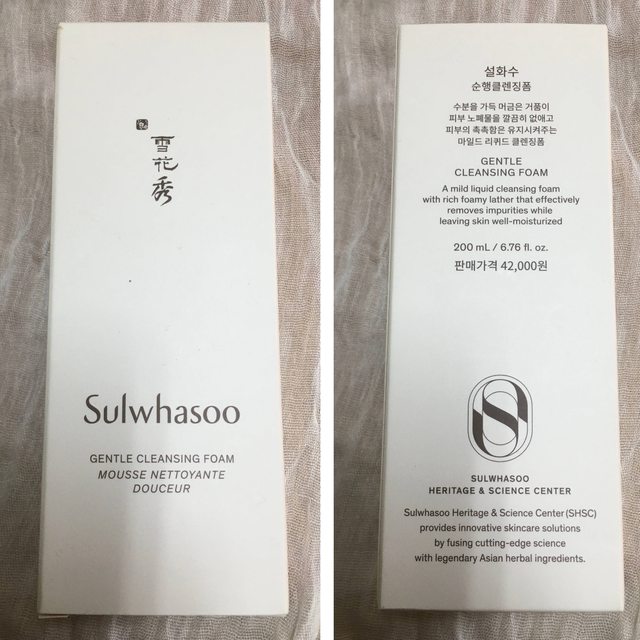 雪花秀
Sulwhasoo
GENTLE CLEANSING FOAM
MOUSSE NETTOYANTE
DOUCEUR
설화수
순행클렌징폼
수분을 가득 머금은 거품이
피부 노폐물을 깔끔히 없애고
피부의 촉촉함은 유지시켜주는
마일드 리퀴드 클렌징폼
GENTLE
CLEANSING FOAM
A mild liquid cleansing foam
with rich foamy lather that effectively
removes impurities while
leaving skin well-moisturized
200 mL / 6.76 fl. oz.
판매가격 42,000원
SULWHASOO
HERITAGE & SCIENCE CENTER
Sulwhasoo Heritage & Science Center (SHSC)
provides innovative skincare solutions
by fusing cutting-edge science
with legendary Asian herbal ingredients.